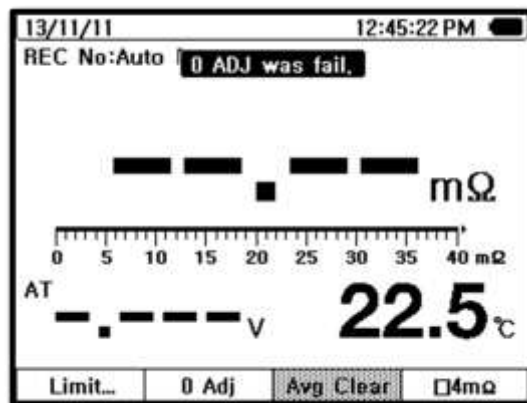 13/11/11 12:45:22 PM
REC No:Auto
0 ADJ was fail.
--.-- mΩ
0 5 10 15 20 25 30 35 40 mΩ
AT
-.--- V 22.5 ℃
Limit... 0 Adj Avg Clear □4mΩ